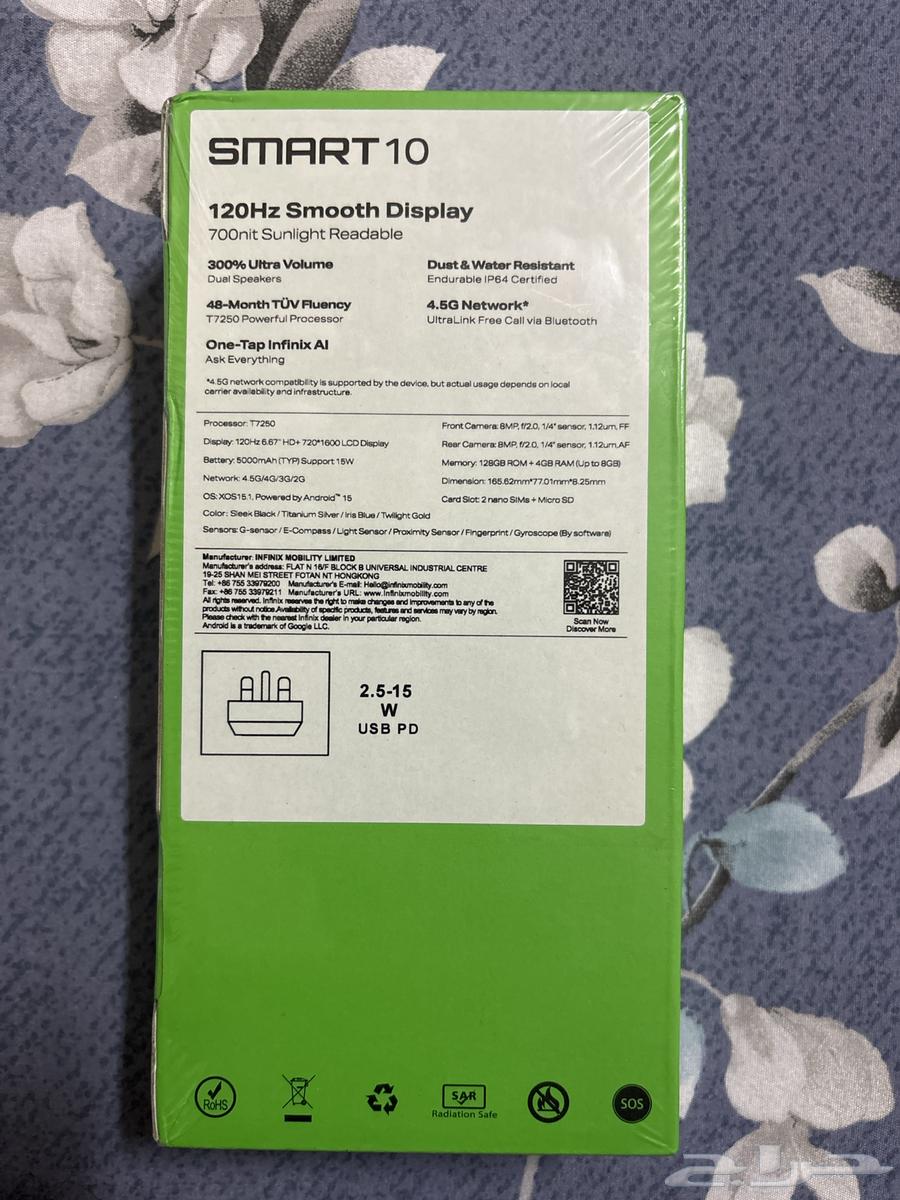 SMART 10
120Hz Smooth Display
700nit Sunlight Readable
300% Ultra Volume
Dual Speakers
Dust & Water Resistant
Endurable IP64 Certified
48-Month TÜV Fluency
T7250 Powerful Processor
4.5G Network*
UltraLink Free Call via Bluetooth
One-Tap Infinix AI
Ask Everything
*4.5G network compatibility is supported by the device, but actual usage depends on local
carrier availability and infrastructure.
Processor: T7250
Display: 120Hz 6.67" HD+ 720*1600 LCD Display
Battery: 5000mAh (TYP) Support 15W
Network: 4.5G/4G/3G/2G
OS: XOS15.1, Powered by Android™ 15
Front Camera: 8MP, f/2.0, 1/4" sensor, 1.12um, FF
Rear Camera: 8MP, f/2.0, 1/4" sensor, 1.12um,AF
Memory: 128GB ROM + 4GB RAM (Up to 8GB)
Dimension: 165.62mm*77.01mm*8.25mm
Card Slot: 2 nano SIMs + Micro SD
Color: Sleek Black / Titanium Silver / Iris Blue / Twilight Gold
Sensors: G-sensor / E-Compass / Light Sensor / Proximity Sensor / Fingerprint / Gyroscope (By software)
Manufacturer: INFINIX MOBILITY LIMITED
Manufacturer's address: FLAT N 16/F BLOCK B UNIVERSAL INDUSTRIAL CENTRE
19-25 SHAN MEI STREET FOTAN NT HONGKONG
Tel: +86 755 33979200 Manufacturer's E-mail: Hello@infinixmobility.com
Fax: +86 755 33979211 Manufacturer's URL: www.infinixmobility.com
All rights reserved. Infinix reserves the right to make changes and improvements to any of the
products without notice.Availability of specific products, features and services may vary by region.
Please check with the nearest Infinix dealer in your particular region.
Android is a trademark of Google LLC.
Scan Now
Discover More
2.5-15
W
USB PD
RoHS
SAR
Radiation Safe
SOS
حراج